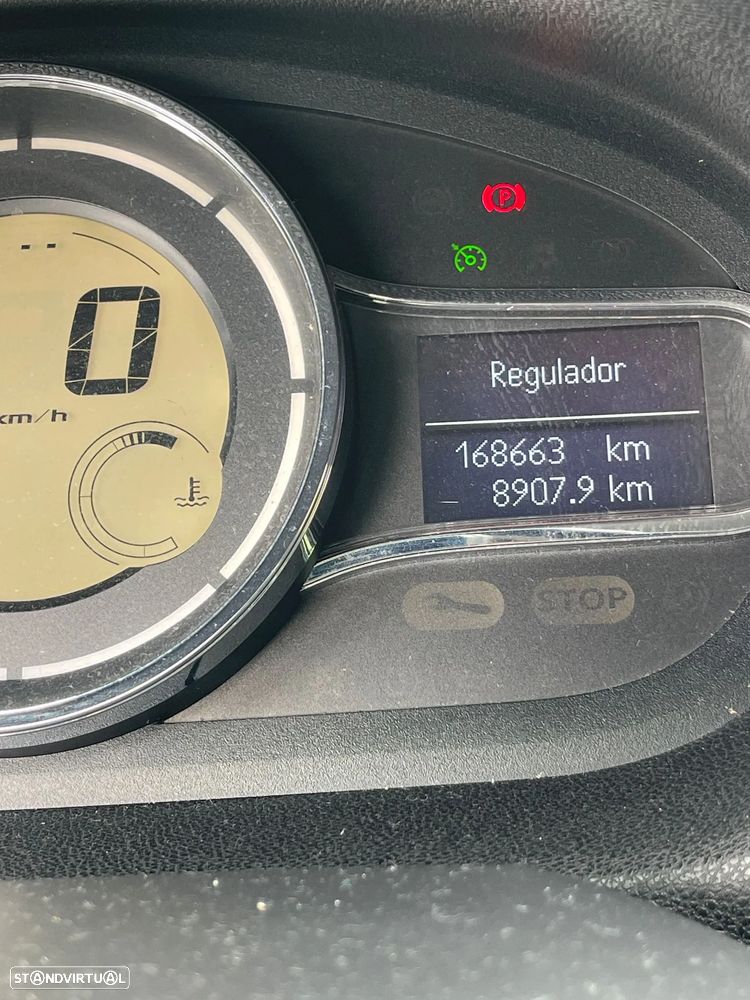 P
Regulador
0
168663 km
km/h
8907.9 km
STOP
STANDVIRTUAL